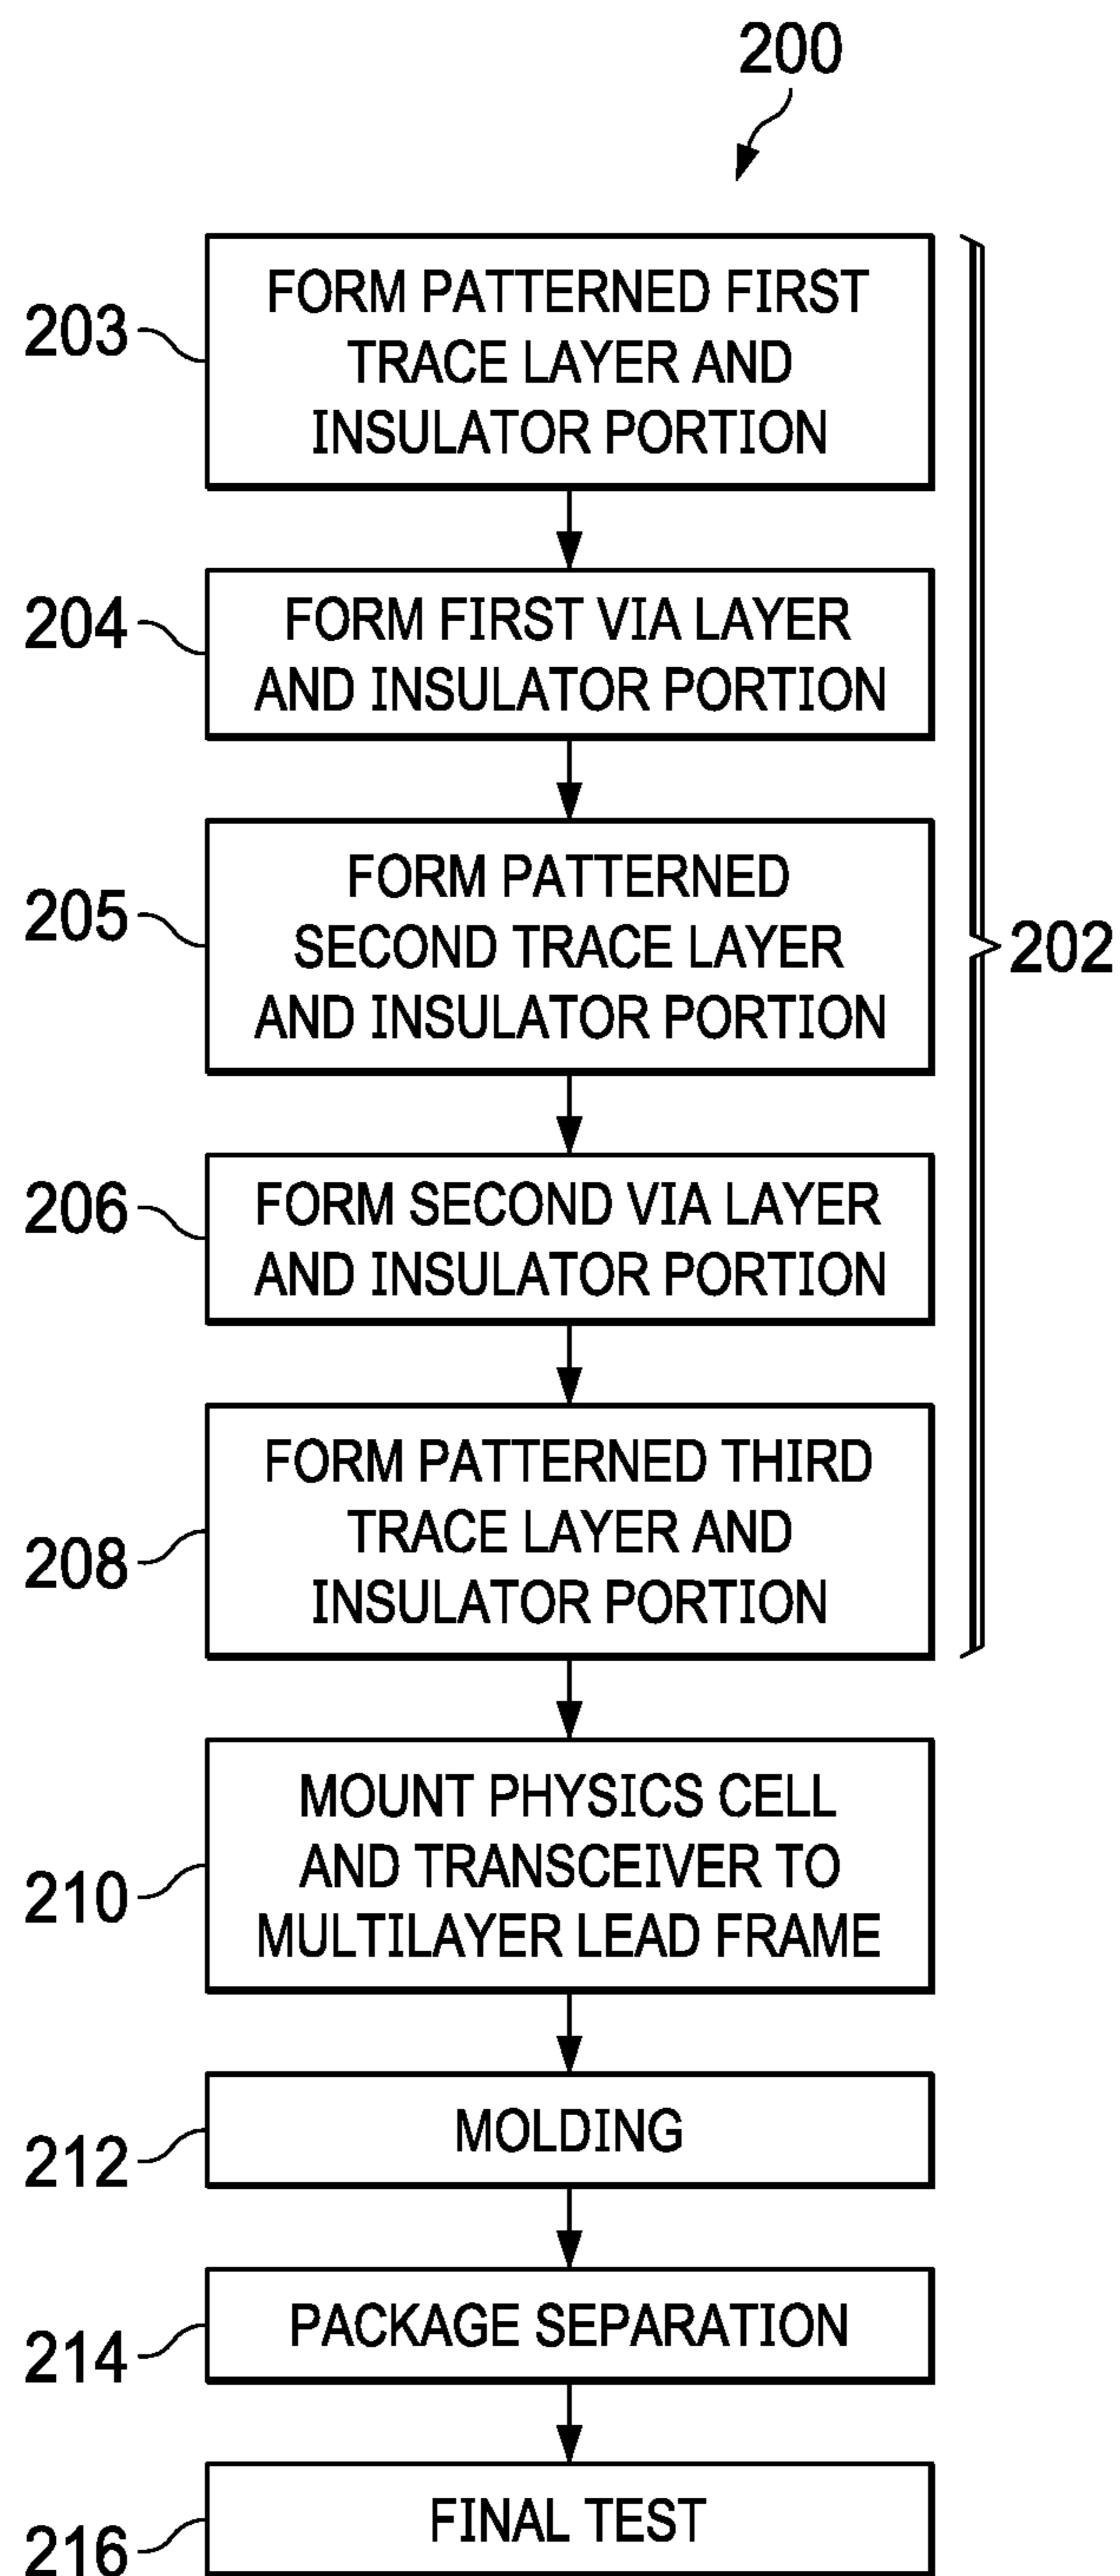 200
203
FORM PATTERNED FIRST
TRACE LAYER AND
INSULATOR PORTION
204
FORM FIRST VIA LAYER
AND INSULATOR PORTION
205
FORM PATTERNED
SECOND TRACE LAYER
AND INSULATOR PORTION
202
206
FORM SECOND VIA LAYER
AND INSULATOR PORTION
208
FORM PATTERNED THIRD
TRACE LAYER AND
INSULATOR PORTION
210
MOUNT PHYSICS CELL
AND TRANSCEIVER TO
MULTILAYER LEAD FRAME
212
MOLDING
214
PACKAGE SEPARATION
216
FINAL TEST